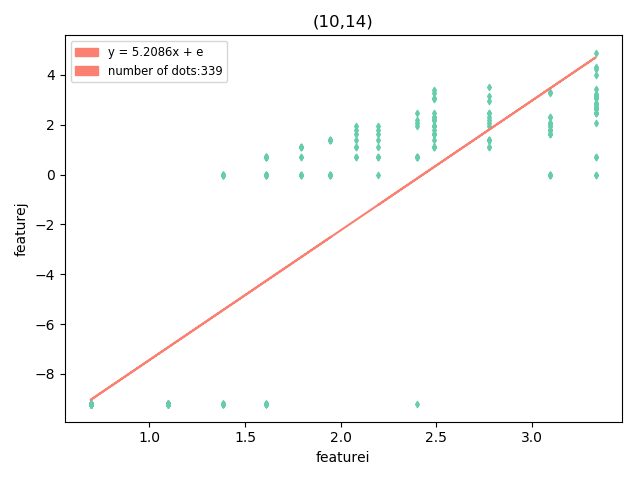 (10,14)
y = 5.2086x + e
number of dots:339
4
2
0
−2
−4
−6
−8
featurej
1.0 1.5 2.0 2.5 3.0
featurei